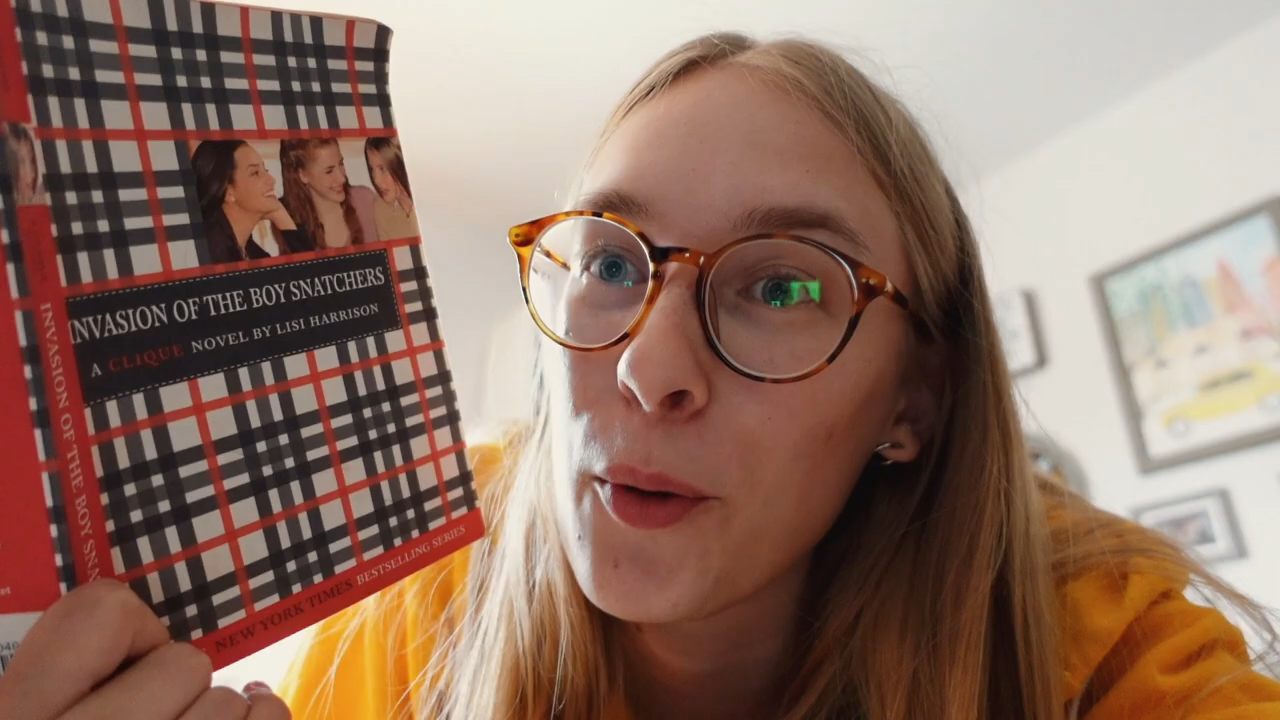 INVASION OF THE BOY SNATCHERS
A CLIQUE NOVEL BY LISI HARRISON
NEW YORK TIMES BESTSELLING SERIES
INVASION OF THE BOY SNA